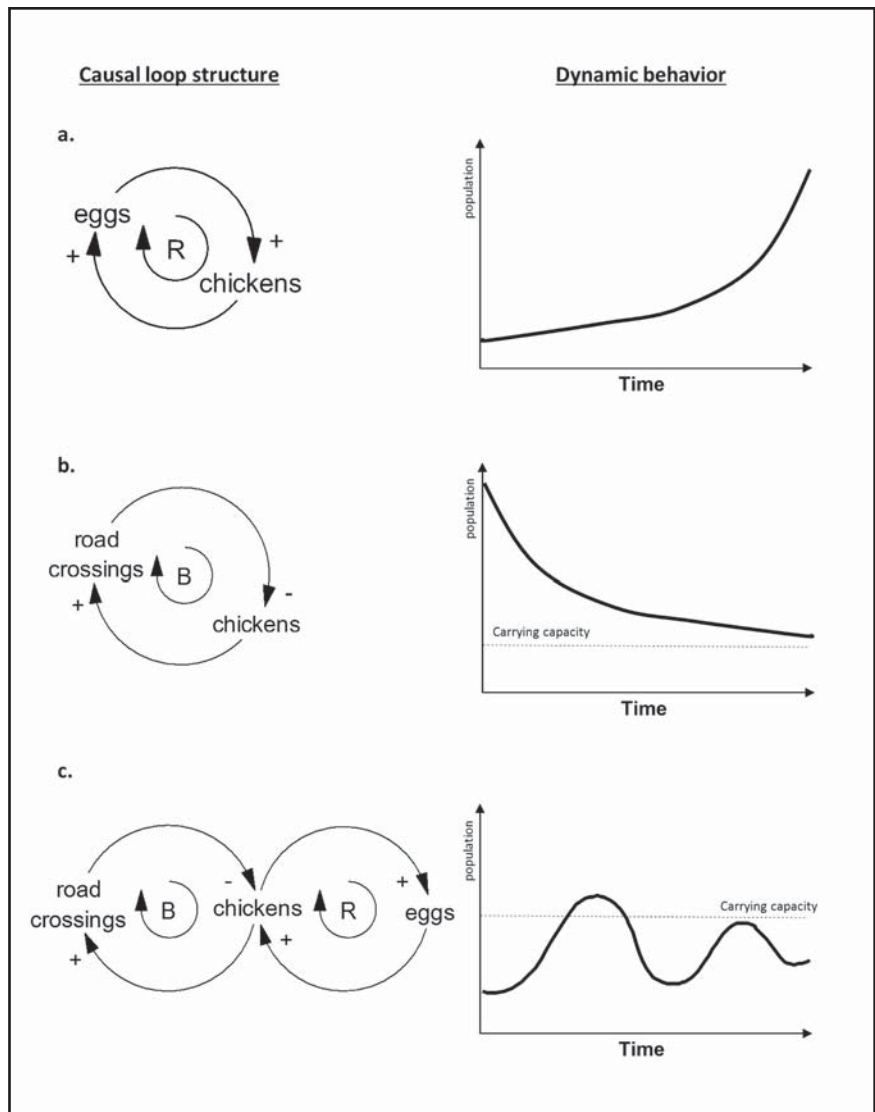 Causal loop structure
Dynamic behavior
a.
eggs
+
R
+
chickens
population
Time
b.
road
crossings
+
B
-
chickens
population
Carrying capacity
Time
c.
road
crossings
+
B
-
chickens
+
R
+
eggs
population
Carrying capacity
Time